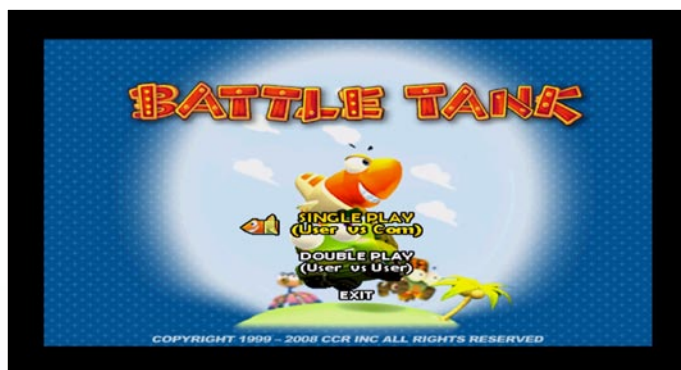 BATTLE TANK
SINGLE PLAY
(User vs Com)
DOUBLE PLAY
(User vs User)
EXIT
COPYRIGHT 1999 - 2008 CCR INC ALL RIGHTS RESERVED